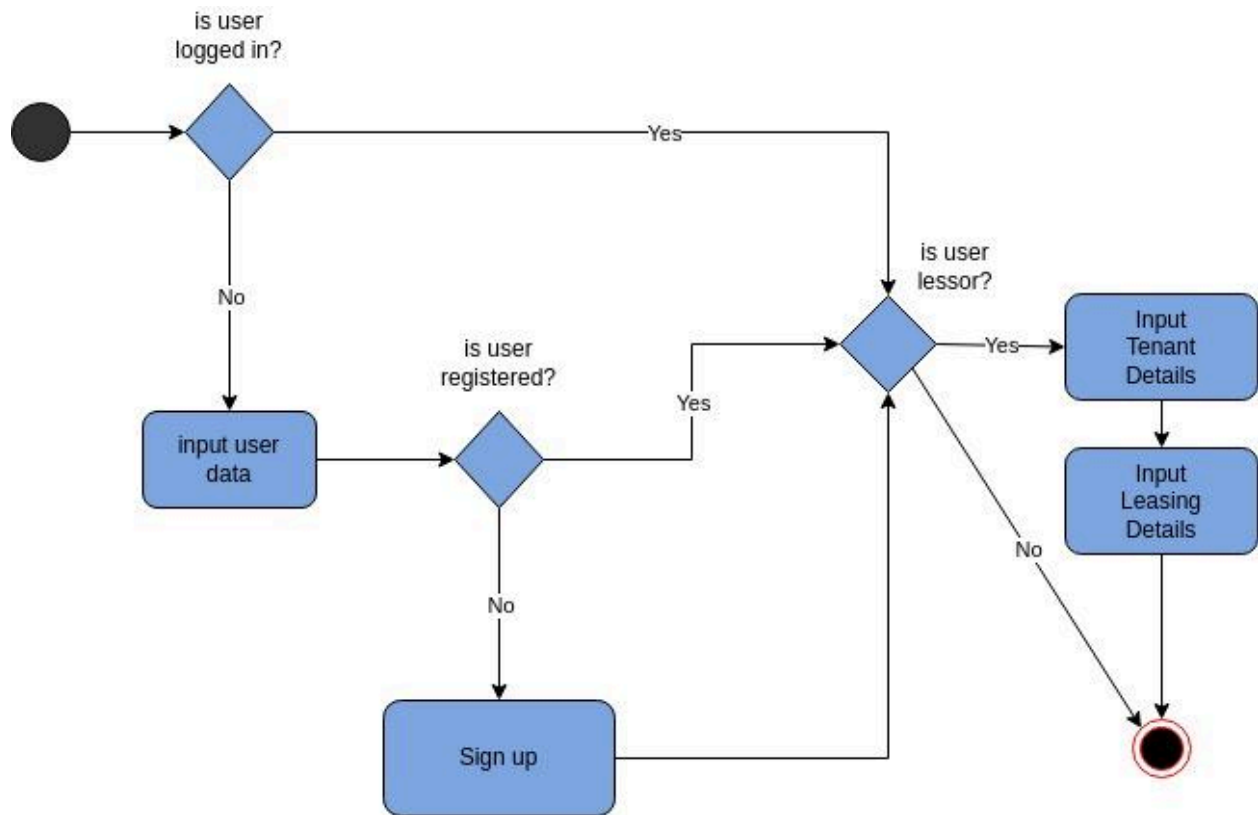 is user
logged in?
Yes
is user
lessor?
No
is user
registered?
Yes
Yes
Input
Tenant
Details
input user
data
Input
Leasing
Details
No
No
Sign up